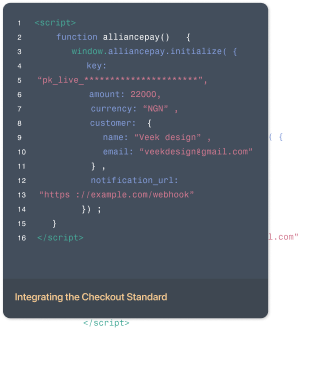 1 <script>
2 function alliancepay() {
3 window.alliancepay.initialize( {
4 key:
5 "pk_live_**********************",
6 amount: 22000,
7 currency: "NGN" ,
8 customer: {
9 name: "Veek design" , ( {
10 email: "veekdesign@gmail.com"
11 } ,
12 notification_url:
13 "https ://example.com/webhook"
14 }) ;
15 }
16 </script> l.com"
Integrating the Checkout Standard
</script>